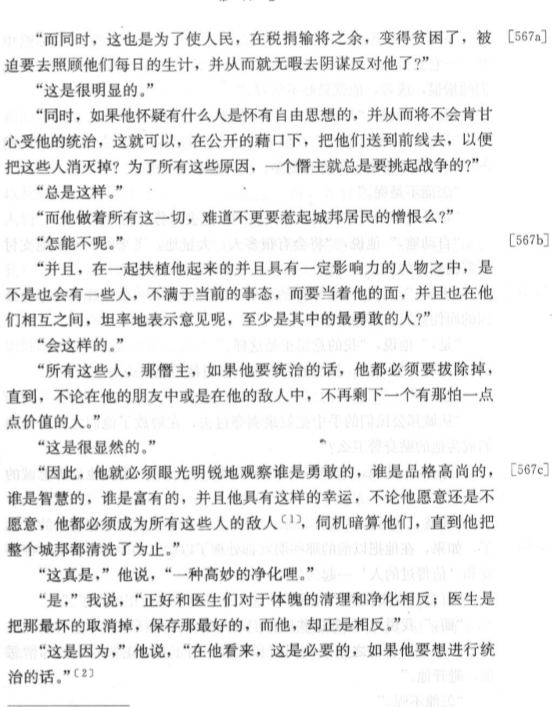 “而同时，这也是为了使人民，在税捐输将之余，变得贫困了，被 [567a]
迫要去照顾他们每日的生计，并从而就无暇去阴谋反对他了？”
“这是很明显的。”
“同时，如果他怀疑有什么人是怀有自由思想的，并从而将不会肯甘
心受他的统治，这就可以，在公开的藉口下，把他们送到前线去，以便
把这些人消灭掉？为了所有这些原因，一个僭主就总是要挑起战争的？”
“总是这样。”
“而他做着所有这一切，难道不更要惹起城邦居民的憎恨么？”
“怎能不呢。” [567b]
“并且，在一起扶植他起来的并且具有一定影响力的人物之中，是
不是也会有一些人，不满于当前的事态，而要当着他的面，并且也在他
们相互之间，坦率地表示意见呢，至少是其中的最勇敢的人？”
“会这样的。”
“所有这些人，那僭主，如果他要统治的话，他都必须要拔除掉，
直到，不论在他的朋友中或是在他的敌人中，不再剩下一个有那怕一点
点价值的人。”
“这是很显然的。”
“因此，他就必须眼光明锐地观察谁是勇敢的，谁是品格高尚的， [567c]
谁是智慧的，谁是富有的，并且他具有这样的幸运，不论他愿意还是不
愿意，他都必须成为所有这些人的敌人〔1〕，伺机暗算他们，直到他把
整个城邦都清洗了为止。”
“这真是，”他说，“一种高妙的净化哩。”
“是，”我说，“正好和医生们对于体魄的清理和净化相反；医生是
把那最坏的取消掉，保存那最好的，而他，却正是相反。”
“这是因为，”他说，“在他看来，这是必要的，如果他要想进行统
治的话。”〔2〕